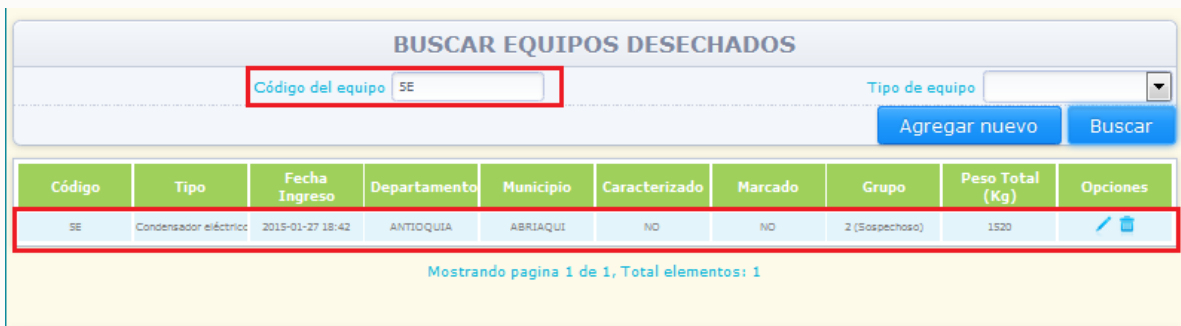 BUSCAR EQUIPOS DESECHADOS
Código del equipo SE Tipo de equipo
Agregar nuevo Buscar
Código Tipo Fecha Ingreso Departamento Municipio Caracterizado Marcado Grupo Peso Total (Kg) Opciones
SE Condensador eléctrico 2015-01-27 18:42 ANTIOQUIA ABRIAQUI NO NO 2 (Sospechoso) 1520
Mostrando pagina 1 de 1, Total elementos: 1